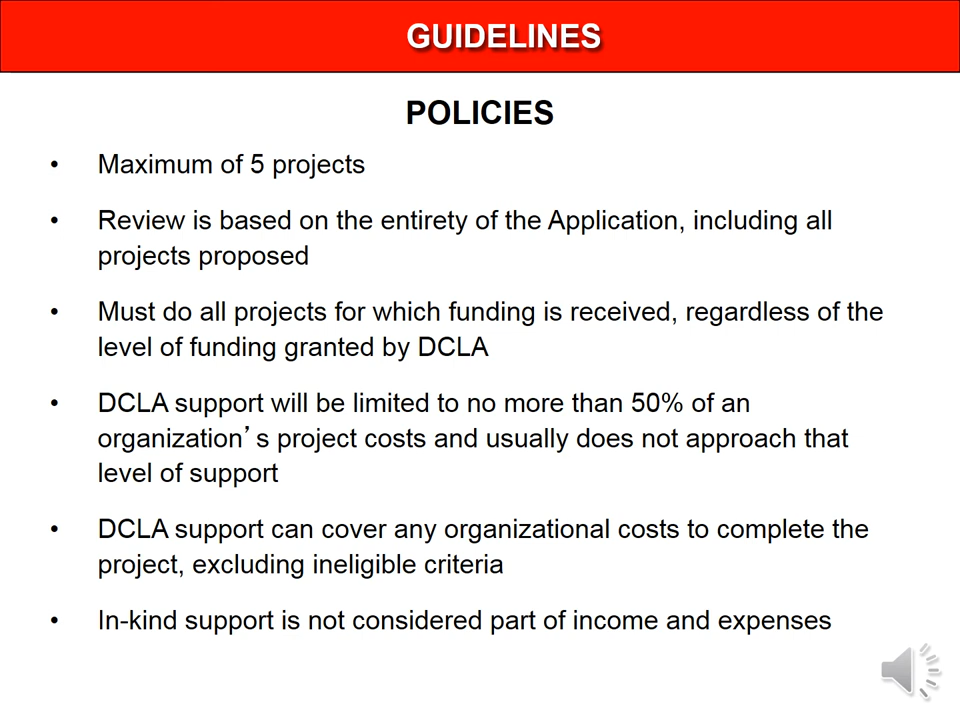 GUIDELINES
POLICIES
• Maximum of 5 projects
• Review is based on the entirety of the Application, including all
projects proposed
• Must do all projects for which funding is received, regardless of the
level of funding granted by DCLA
• DCLA support will be limited to no more than 50% of an
organization’s project costs and usually does not approach that
level of support
• DCLA support can cover any organizational costs to complete the
project, excluding ineligible criteria
• In-kind support is not considered part of income and expenses